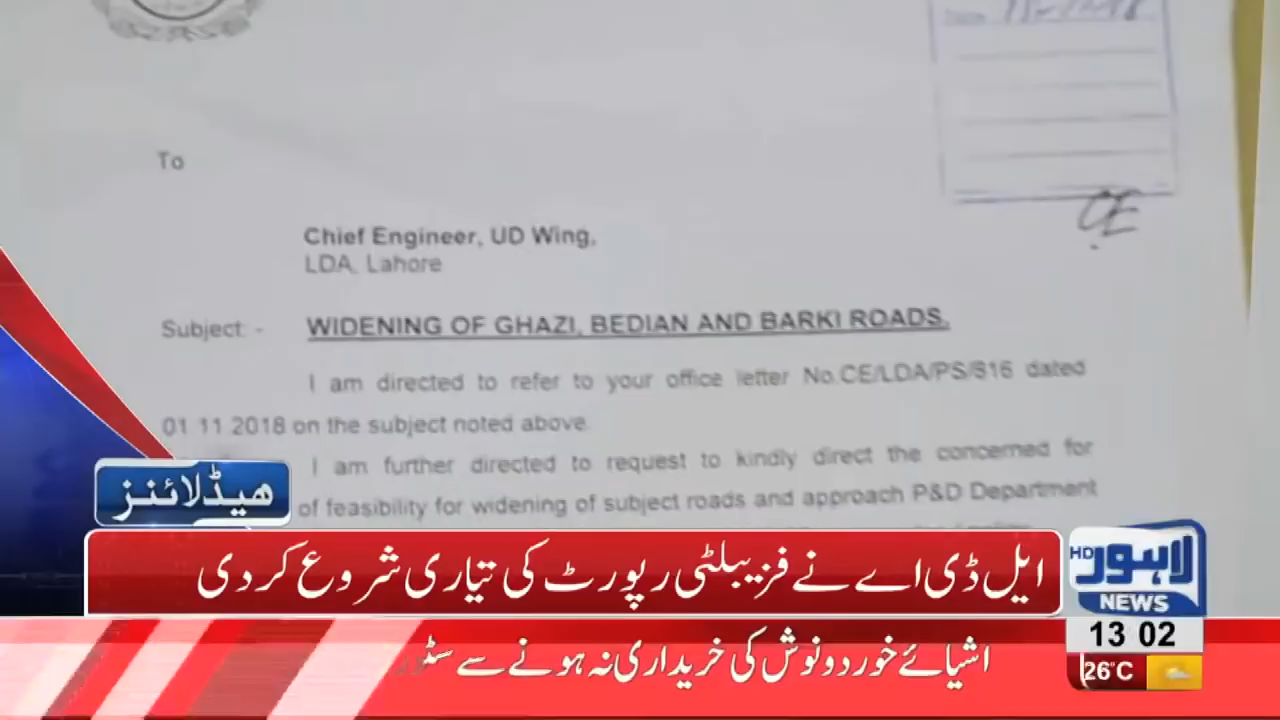 To
Chief Engineer, UD Wing,
LDA, Lahore
Subject: - WIDENING OF GHAZI, BEDIAN AND BARKI ROADS.
I am directed to refer to your office letter No.CE/LDA/PS/816 dated
01.11.2018 on the subject noted above.
I am further directed to request to kindly direct the concerned for
of feasibility for widening of subject roads and approach P&D Department
CE
ہیڈلائنز
ایل ڈی اے نے فزیبلٹی رپورٹ کی تیاری شروع کردی
اشیائے خوردونوش کی خریداری نہ ہونے سے سٹور
HD لاہور
NEWS
13 02
26°C